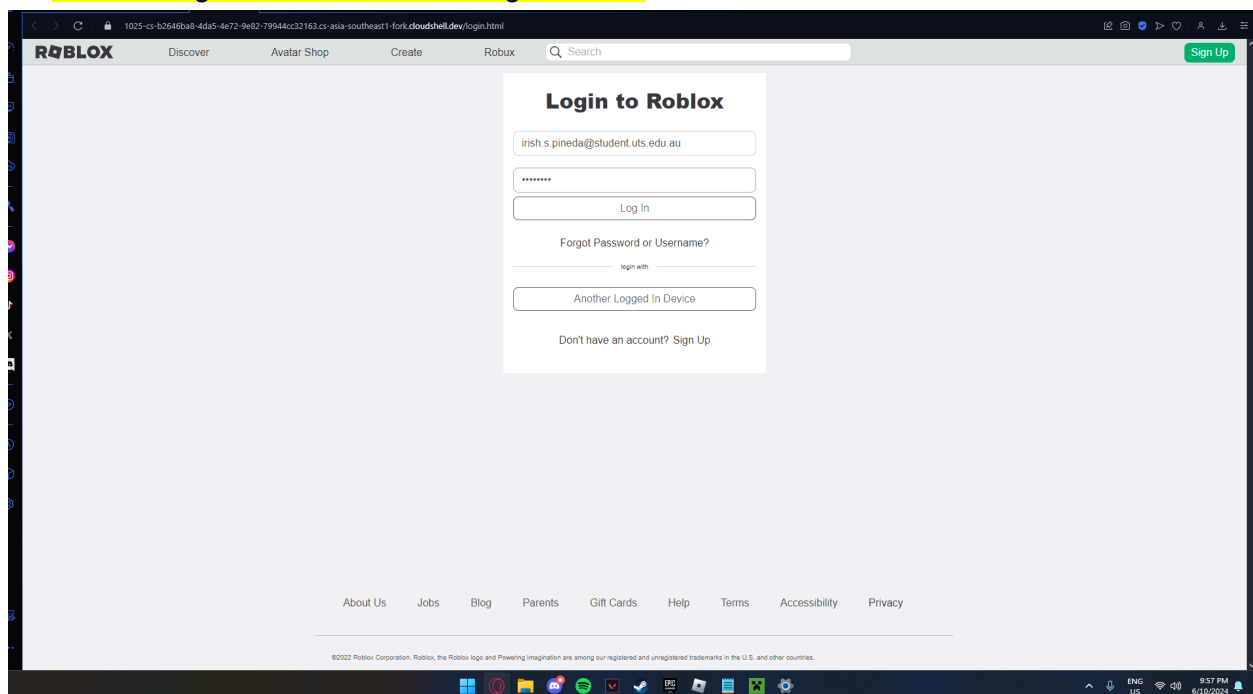 1025-cs-b2646ba8-4da5-4e72-9e82-79944cc32163.cs-asia-southeast1-fork.cloudshell.dev/login.html
ROBLOX Discover Avatar Shop Create Robux Search Sign Up
Login to Roblox
irish.s.pineda@student.uts.edu.au
••••••••
Log In
Forgot Password or Username?
login with
Another Logged In Device
Don't have an account? Sign Up
About Us Jobs Blog Parents Gift Cards Help Terms Accessibility Privacy
©2022 Roblox Corporation. Roblox, the Roblox logo and Powering Imagination are among our registered and unregistered trademarks in the U.S. and other countries.
ENG 9:57 PM
US 6/10/2024